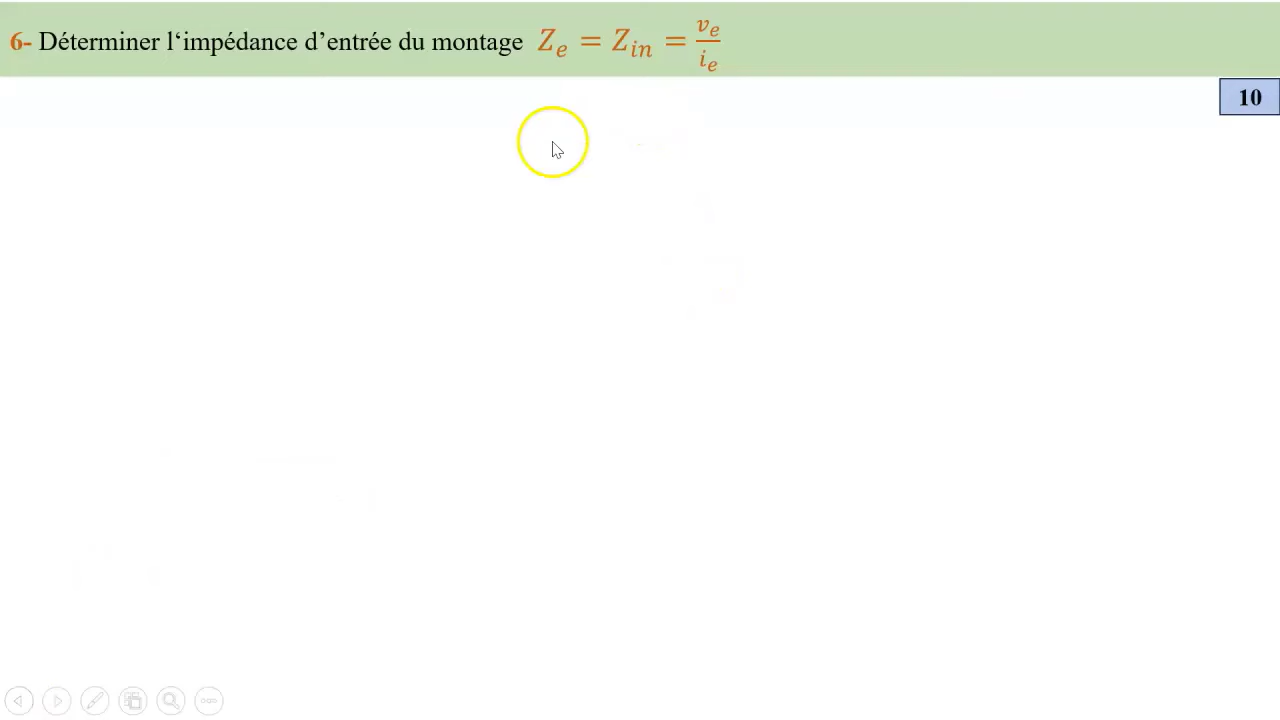 6- Déterminer l‘impédance d’entrée du montage Z_e = Z_in = v_e / i_e
10